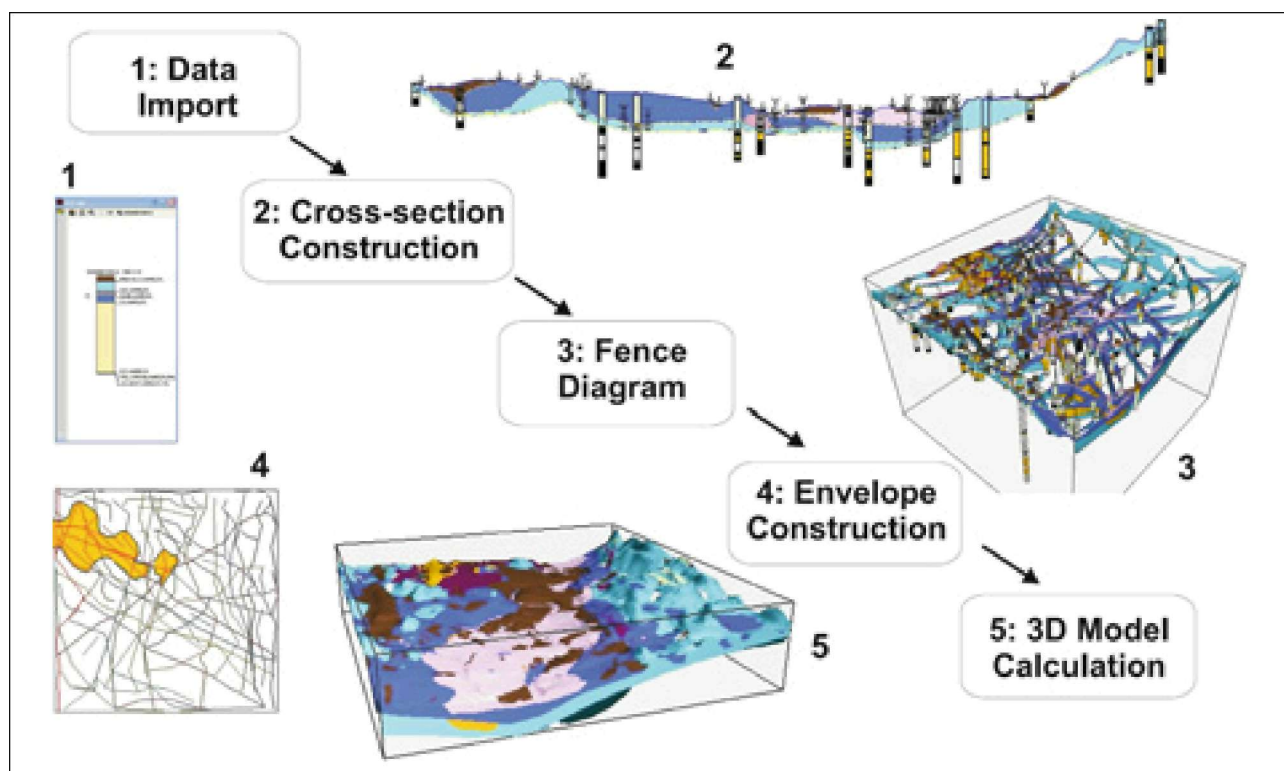 1: Data
Import
2
1
2: Cross-section
Construction
3: Fence
Diagram
3
4
4: Envelope
Construction
5
5: 3D Model
Calculation